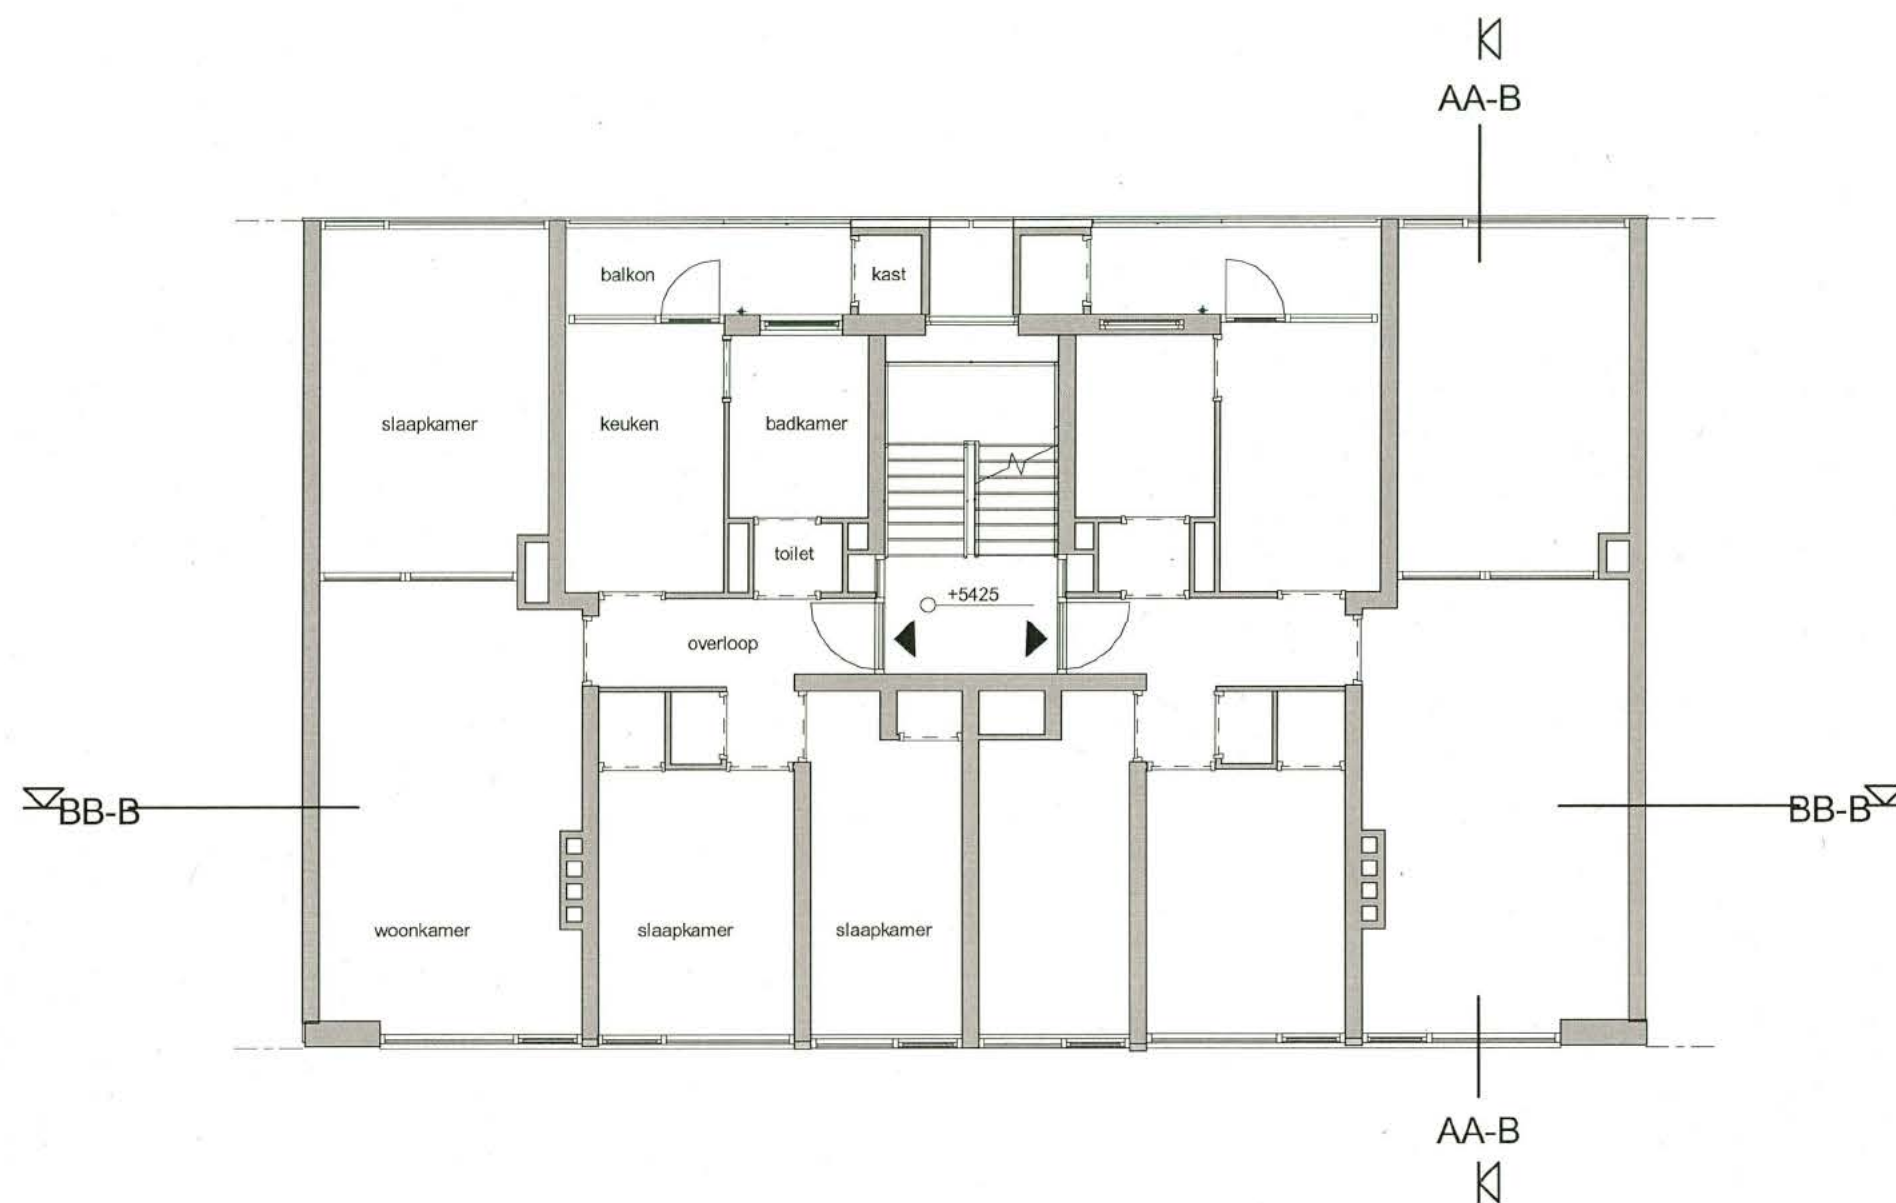 AA-B
balkon
kast
slaapkamer
keuken
badkamer
toilet
+5425
overloop
BB-B
BB-B
woonkamer
slaapkamer
slaapkamer
AA-B